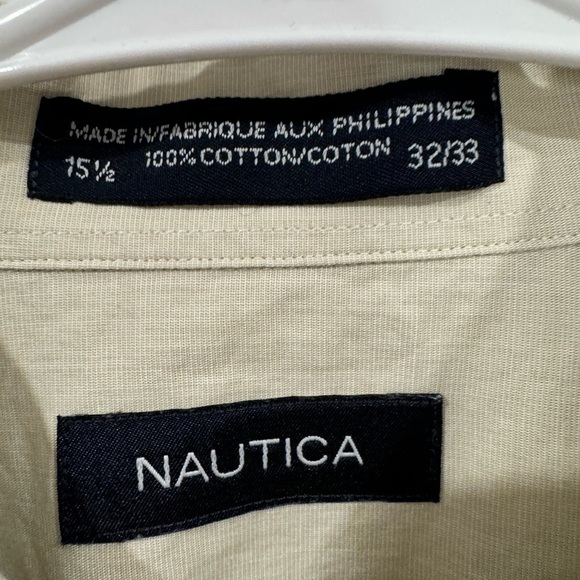 MADE IN/FABRIQUE AUX PHILIPPINES
15½ 100% COTTON/COTON 32/33
NAUTICA